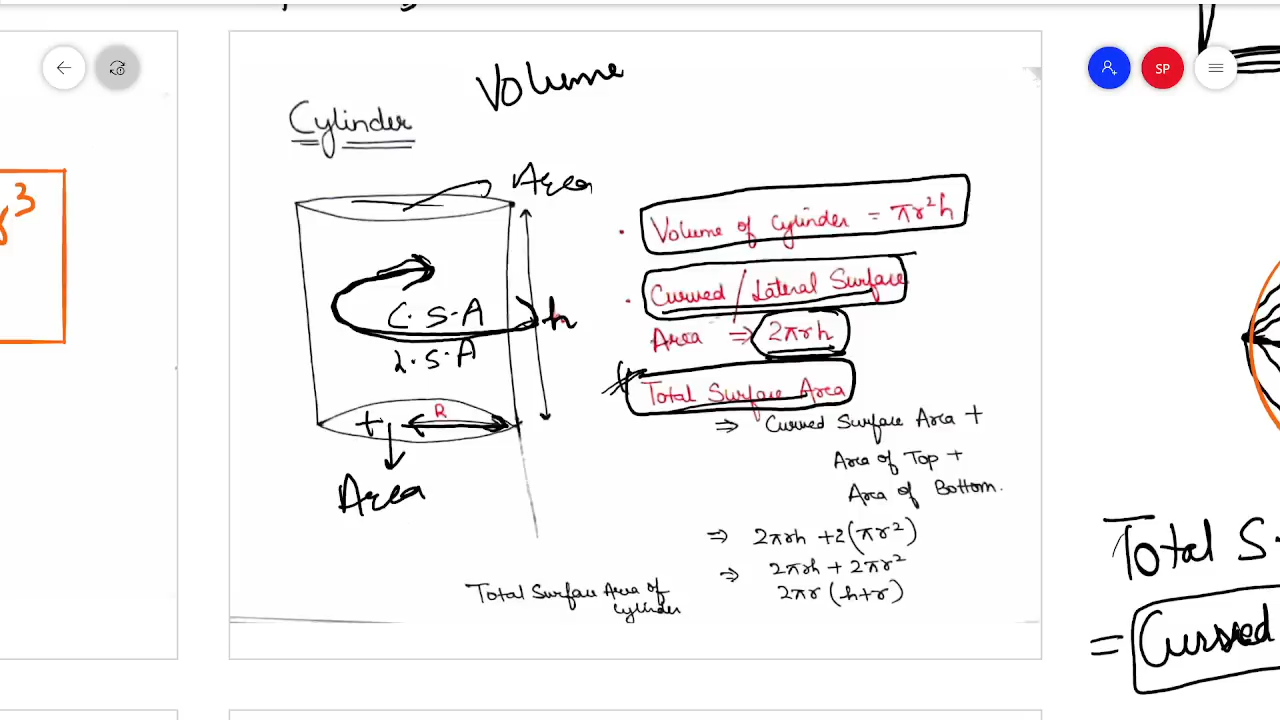 Volume
Cylinder
Area
SP
r³
• Volume of cylinder = πr²h
• Curved / Lateral Surface
Area ⇒ 2πrh
C.S.A
h
L.S.A
Total Surface Area
R
⇒ Curved Surface Area +
Area of Top +
Area of Bottom.
Area
⇒ 2πrh + 2(πr²)
⇒ 2πrh + 2πr²
2πr (h+r)
Total Surface Area of
cylinder
Total S.
= Curved